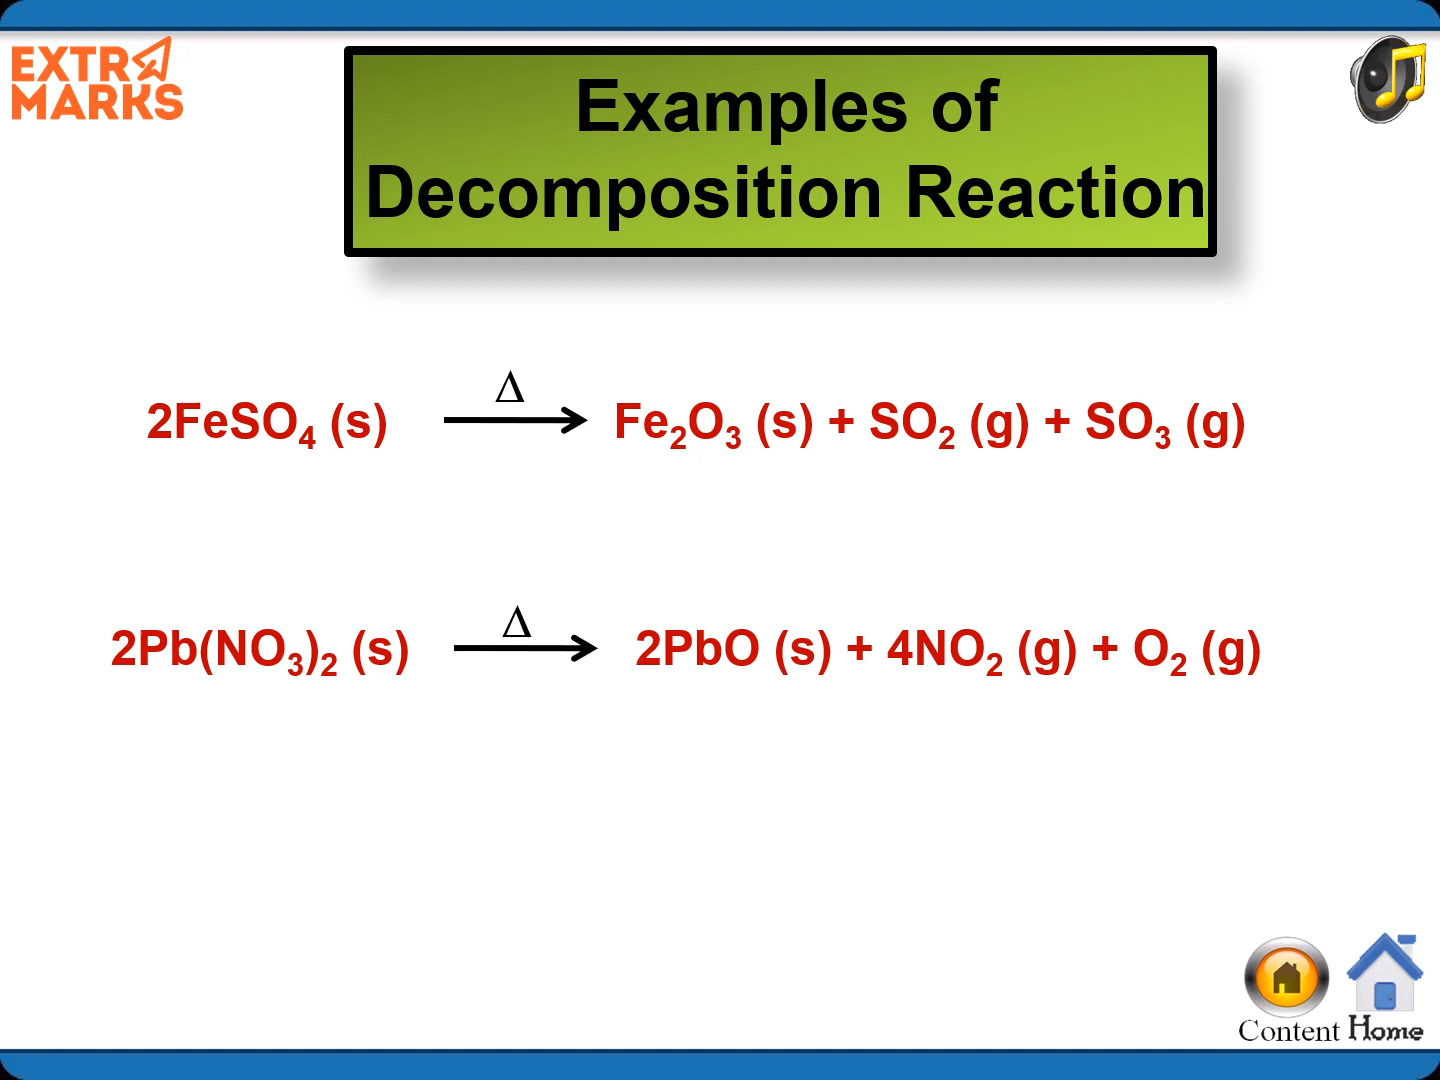 EXTRA
MARKS
Examples of
Decomposition Reaction
2FeSO₄ (s) Δ→ Fe₂O₃ (s) + SO₂ (g) + SO₃ (g)
2Pb(NO₃)₂ (s) Δ→ 2PbO (s) + 4NO₂ (g) + O₂ (g)
Content Home